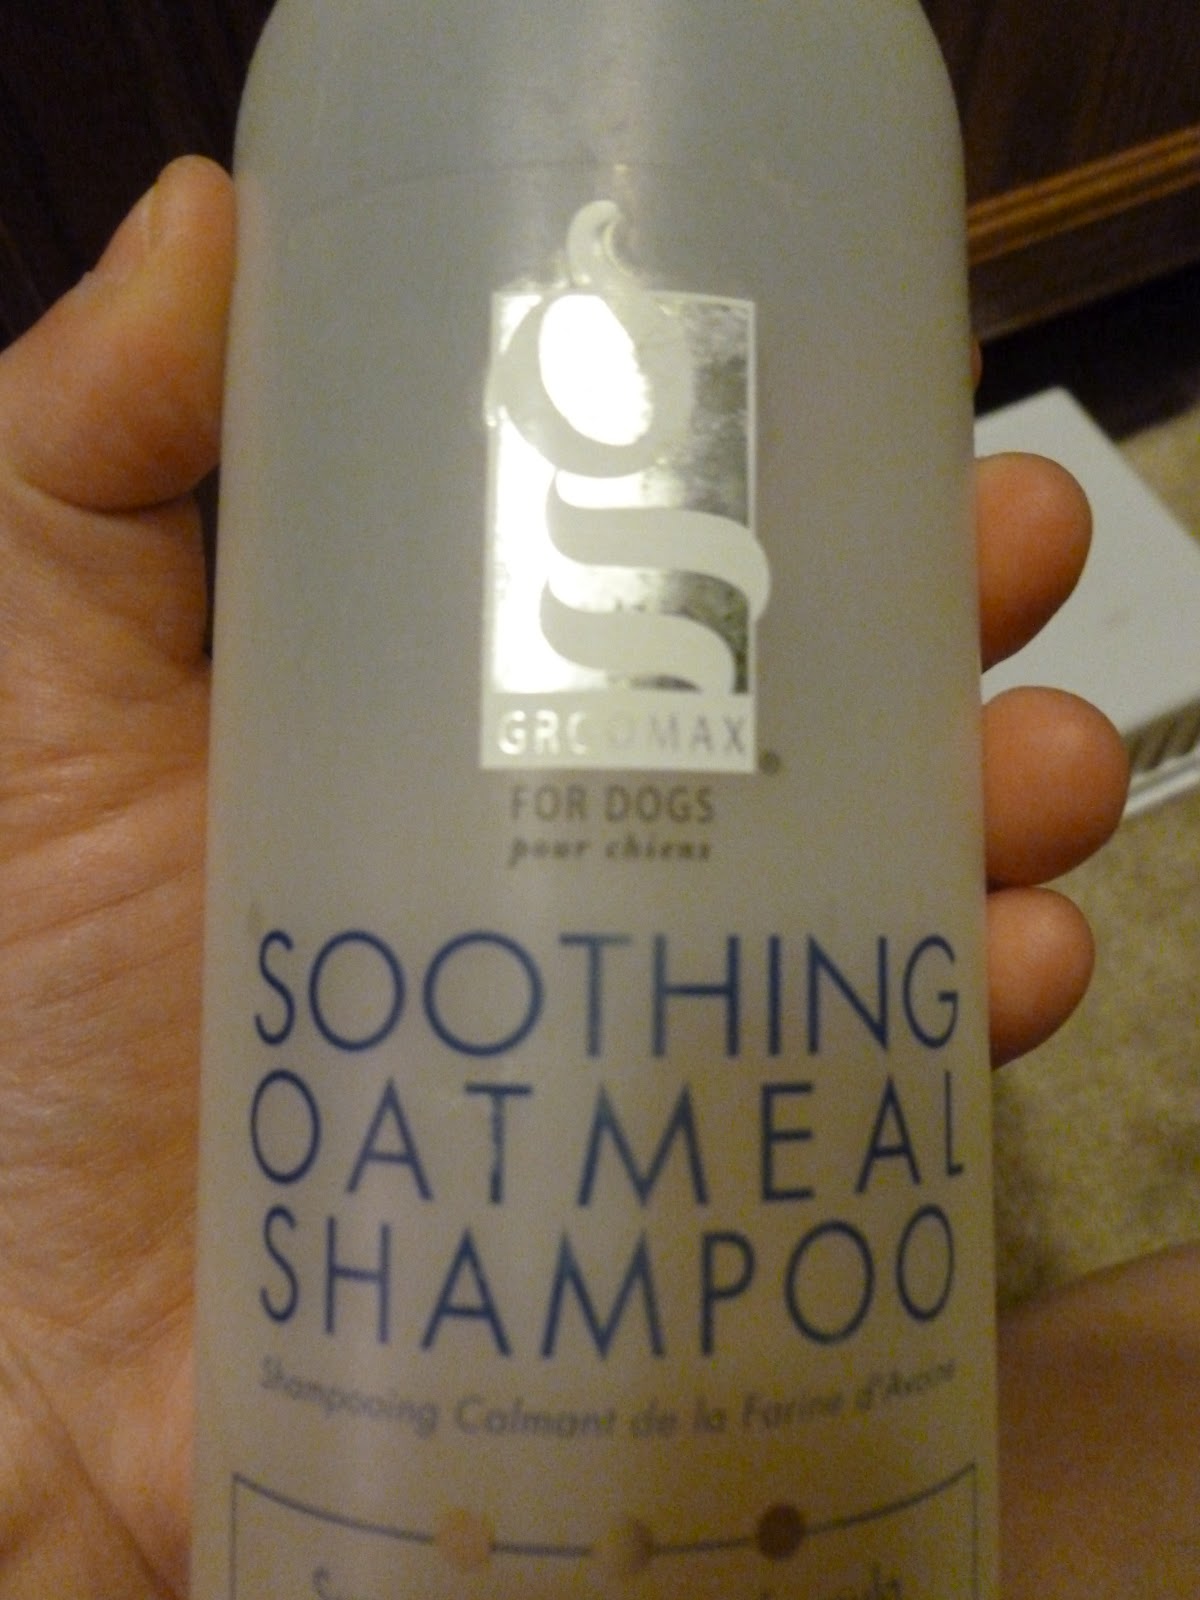 g
GROOMAX
FOR DOGS
pour chiens
SOOTHING
OATMEAL
SHAMPOO
Shampooing Calmant de la Farine d'Avoine